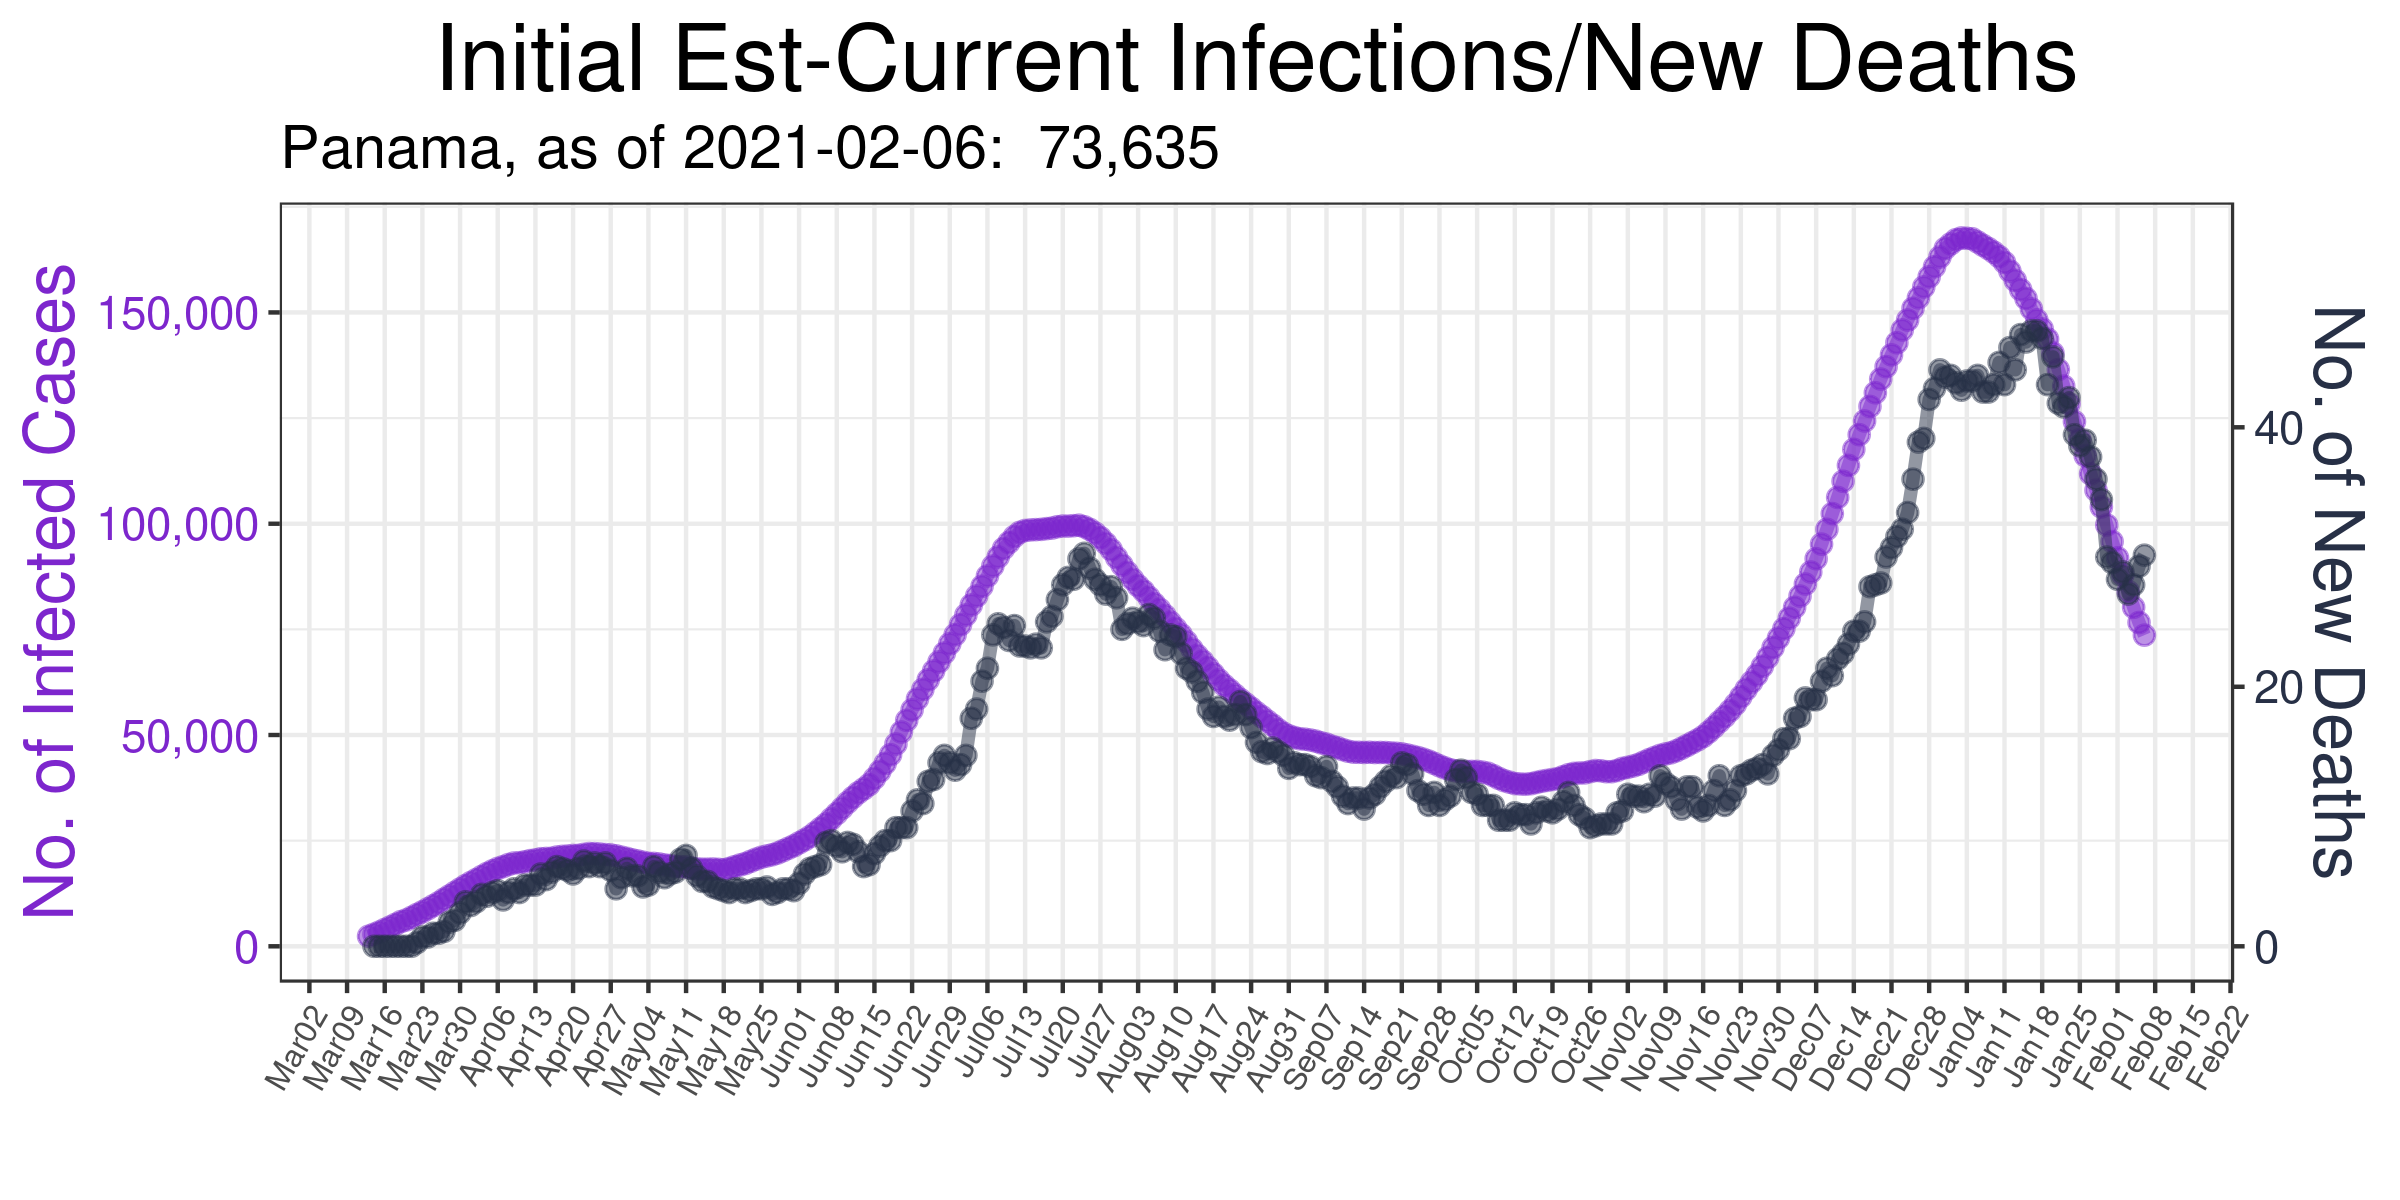 Initial Est-Current Infections/New Deaths
Panama, as of 2021-02-06:  73,635
No. of Infected Cases
150,000
100,000
50,000
0
40
20
0
No. of New Deaths
Mar02
Mar09
Mar16
Mar23
Mar30
Apr06
Apr13
Apr20
Apr27
May04
May11
May18
May25
Jun01
Jun08
Jun15
Jun22
Jun29
Jul06
Jul13
Jul20
Jul27
Aug03
Aug10
Aug17
Aug24
Aug31
Sep07
Sep14
Sep21
Sep28
Oct05
Oct12
Oct19
Oct26
Nov02
Nov09
Nov16
Nov23
Nov30
Dec07
Dec14
Dec21
Dec28
Jan04
Jan11
Jan18
Jan25
Feb01
Feb08
Feb15
Feb22